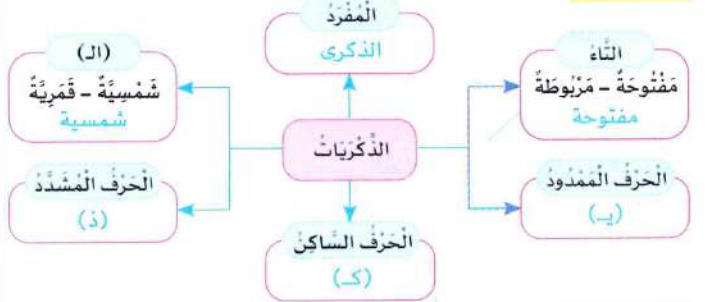 الْمُفْرَدُ
الذكرى
(الـ)
شَمْسِيَّةٌ – قَمَرِيَّةٌ
شمسية
التَّاءُ
مَفْتُوحَةٌ – مَرْبُوطَةٌ
مفتوحة
الذِّكْرَيَاتُ
الْحَرْفُ الْمُشَدَّدُ
(ذ)
الْحَرْفُ الْمَمْدُودُ
(يـ)
الْحَرْفُ السَّاكِنُ
(كـ)